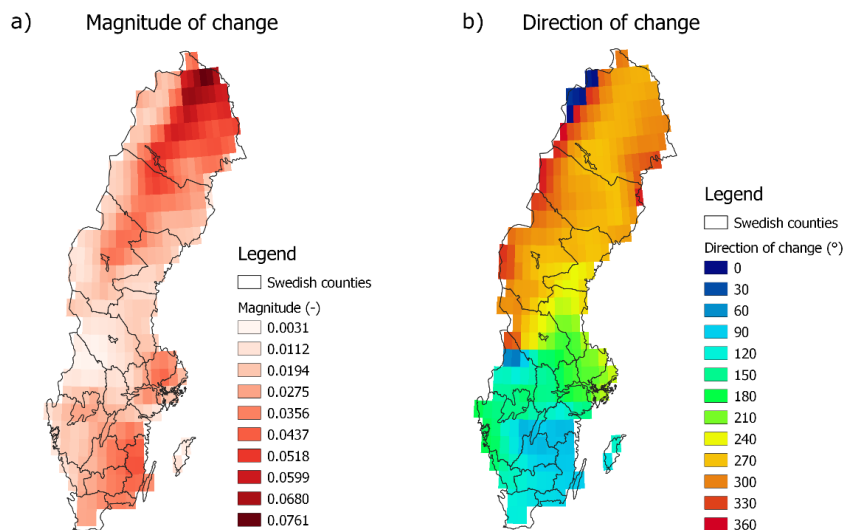 a) Magnitude of change
Legend
Swedish counties
Magnitude (-)
0.0031
0.0112
0.0194
0.0275
0.0356
0.0437
0.0518
0.0599
0.0680
0.0761
b) Direction of change
Legend
Swedish counties
Direction of change (°)
0
30
60
90
120
150
180
210
240
270
300
330
360